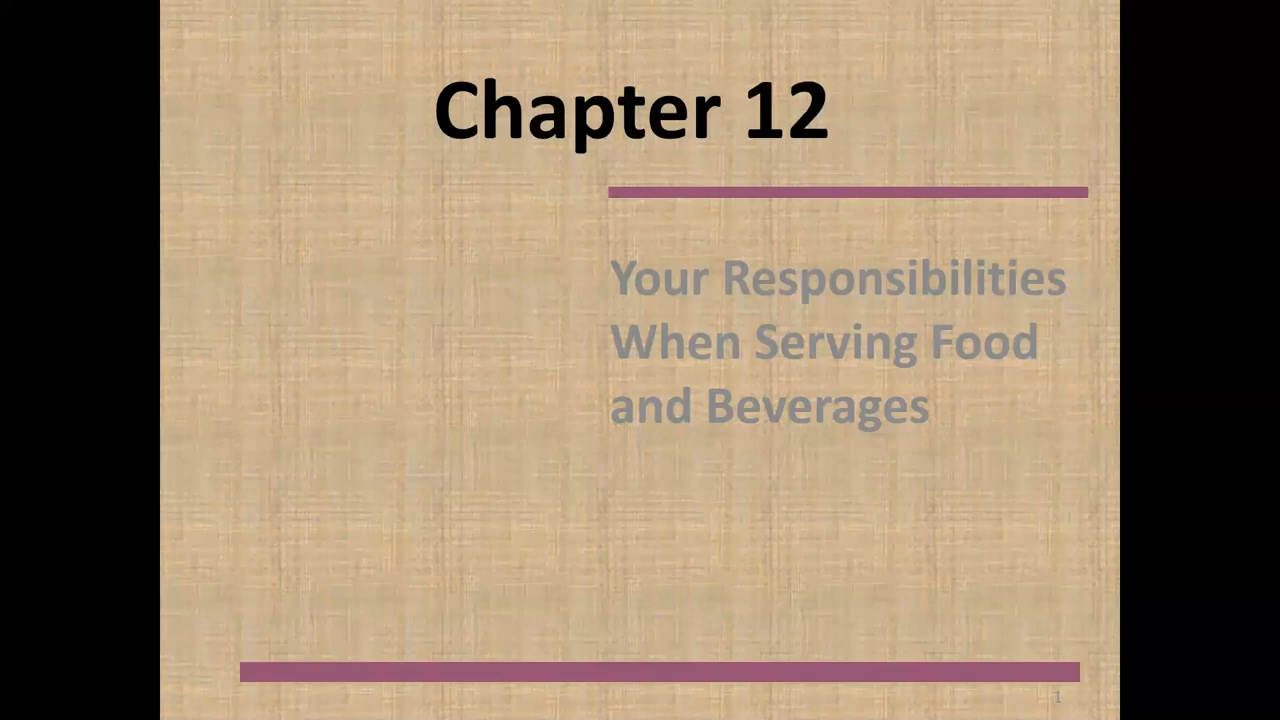 Chapter 12
Your Responsibilities
When Serving Food
and Beverages
1